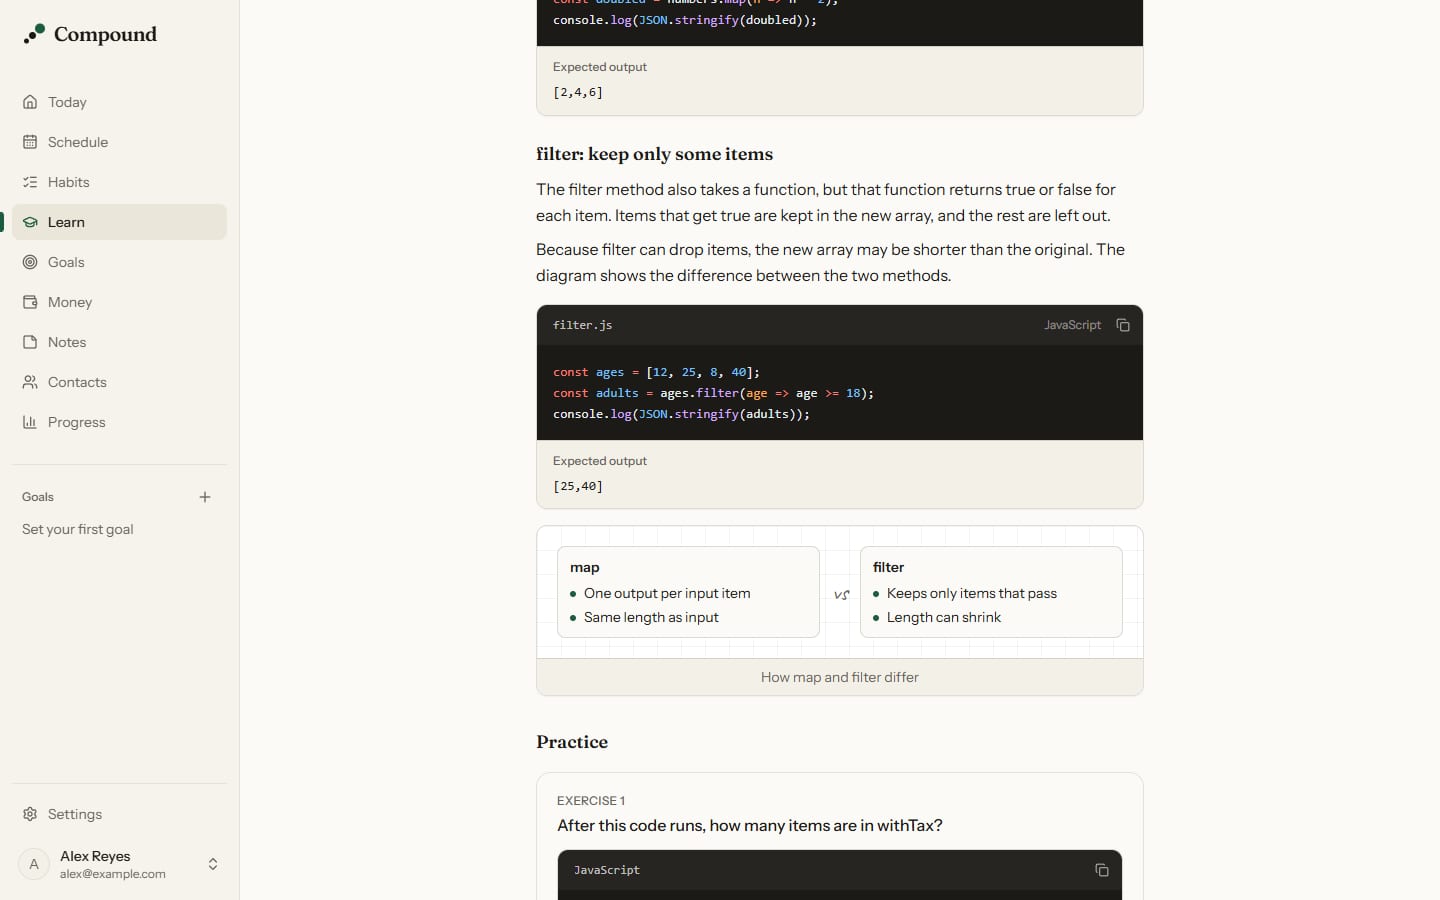 Compound
Today
Schedule
Habits
Learn
Goals
Money
Notes
Contacts
Progress
Goals
Set your first goal
Settings
A
Alex Reyes
alex@example.com
console.log(JSON.stringify(doubled));
Expected output
[2,4,6]
filter: keep only some items
The filter method also takes a function, but that function returns true or false for
each item. Items that get true are kept in the new array, and the rest are left out.
Because filter can drop items, the new array may be shorter than the original. The
diagram shows the difference between the two methods.
filter.js
JavaScript
const ages = [12, 25, 8, 40];
const adults = ages.filter(age => age >= 18);
console.log(JSON.stringify(adults));
Expected output
[25,40]
map
One output per input item
Same length as input
vs
filter
Keeps only items that pass
Length can shrink
How map and filter differ
Practice
EXERCISE 1
After this code runs, how many items are in withTax?
JavaScript